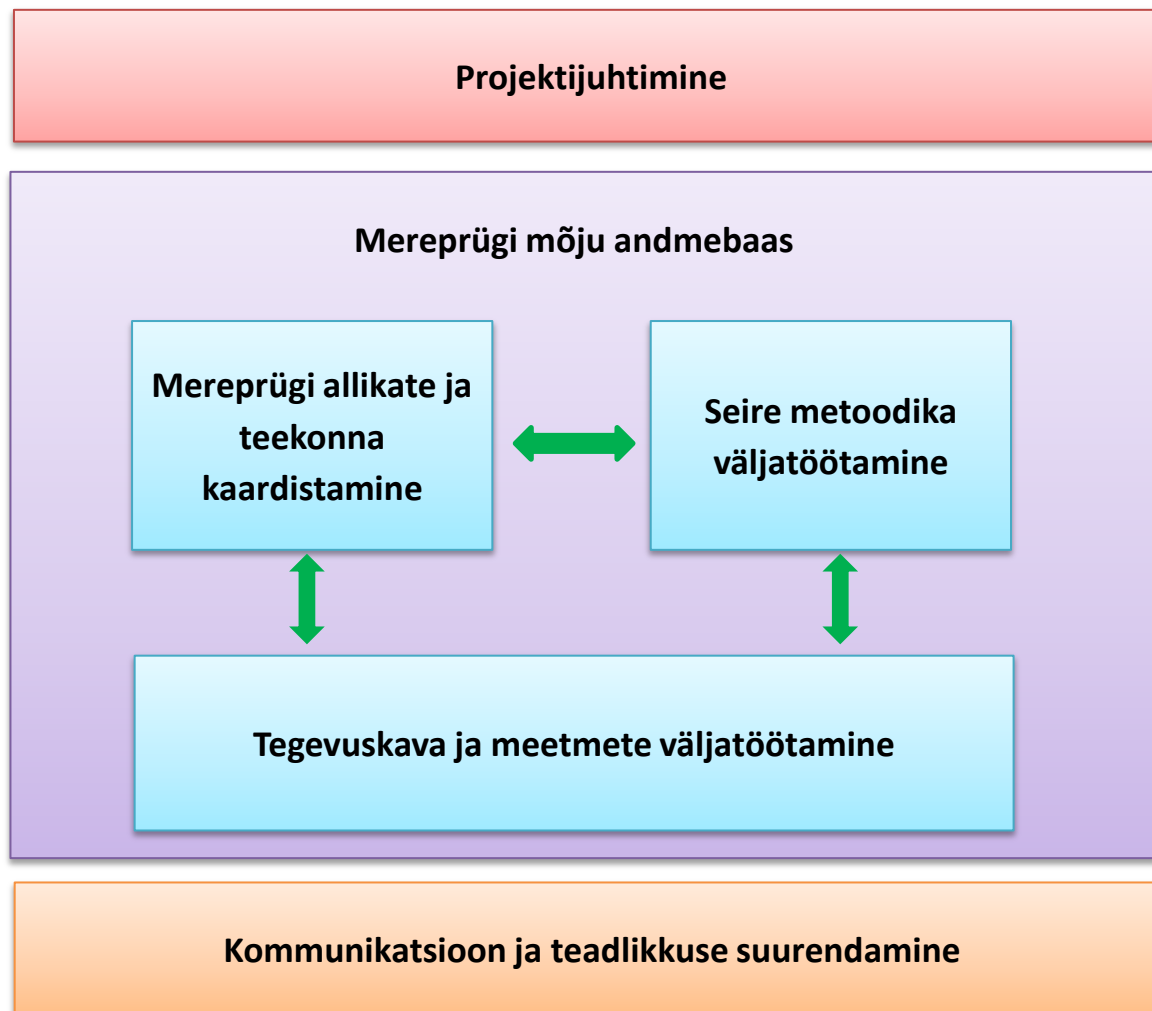 Projektijuhtimine
Mereprügi mõju andmebaas
Mereprügi allikate ja
teekonna
kaardistamine
Seire metoodika
väljatöötamine
Tegevuskava ja meetmete väljatöötamine
Kommunikatsioon ja teadlikkuse suurendamine